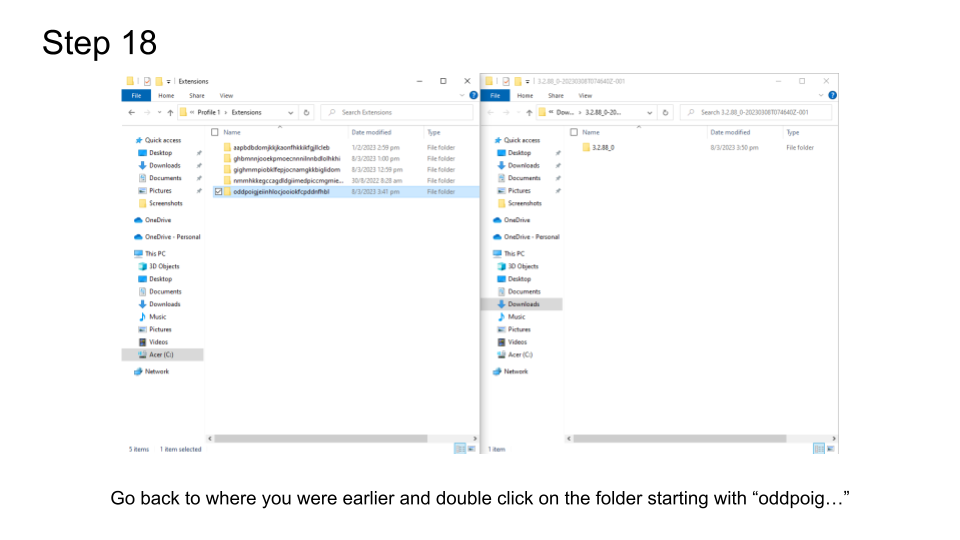 Step 18
Extensions
File Home Share View
Profile 1 > Extensions
Search Extensions
Name Date modified Type
Quick access
Desktop
Downloads
Documents
Pictures
Screenshots
OneDrive
OneDrive - Personal
This PC
3D Objects
Desktop
Documents
Downloads
Music
Pictures
Videos
Acer (C:)
Network
1/2/2023 2:59 pm File folder
8/3/2023 1:00 pm File folder
8/3/2023 12:59 pm File folder
30/8/2022 8:28 am File folder
8/3/2023 3:41 pm File folder
5 items 1 item selected
3.2.88_0-20230308T074640Z-001
File Home Share View
« Dow... > 3.2.88_0-20...
Search 3.2.88_0-20230308T074640Z-001
Name Date modified Type
3.2.88_0 8/3/2023 3:50 pm File folder
Quick access
Desktop
Downloads
Documents
Pictures
Screenshots
OneDrive
OneDrive - Personal
This PC
3D Objects
Desktop
Documents
Downloads
Music
Pictures
Videos
Acer (C:)
Network
1 item
Go back to where you were earlier and double click on the folder starting with “oddpoig…”